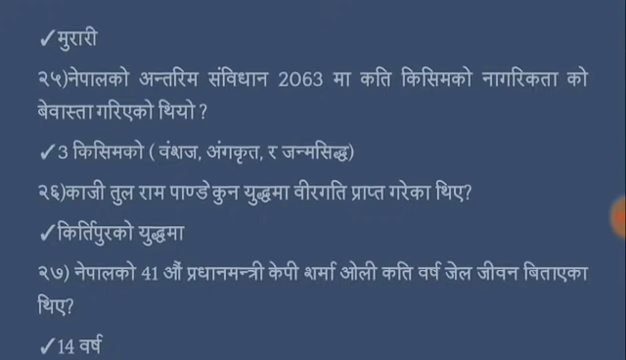 ✓मुरारी
२५)नेपालको अन्तरिम संविधान 2063 मा कति किसिमको नागरिकता को
बेवास्ता गरिएको थियो ?
✓3 किसिमको ( वंशज, अंगकृत, र जन्मसिद्ध)
२६)काजी तुल राम पाण्डे कुन युद्धमा वीरगति प्राप्त गरेका थिए?
✓किर्तिपुरको युद्धमा
२७) नेपालको 41 औं प्रधानमन्त्री केपी शर्मा ओली कति वर्ष जेल जीवन बिताएका
थिए?
✓14 वर्ष